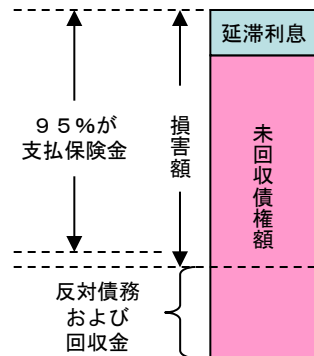 延滞利息
９５％が
支払保険金
損害額
未回収債権額
反対債務
および
回収金